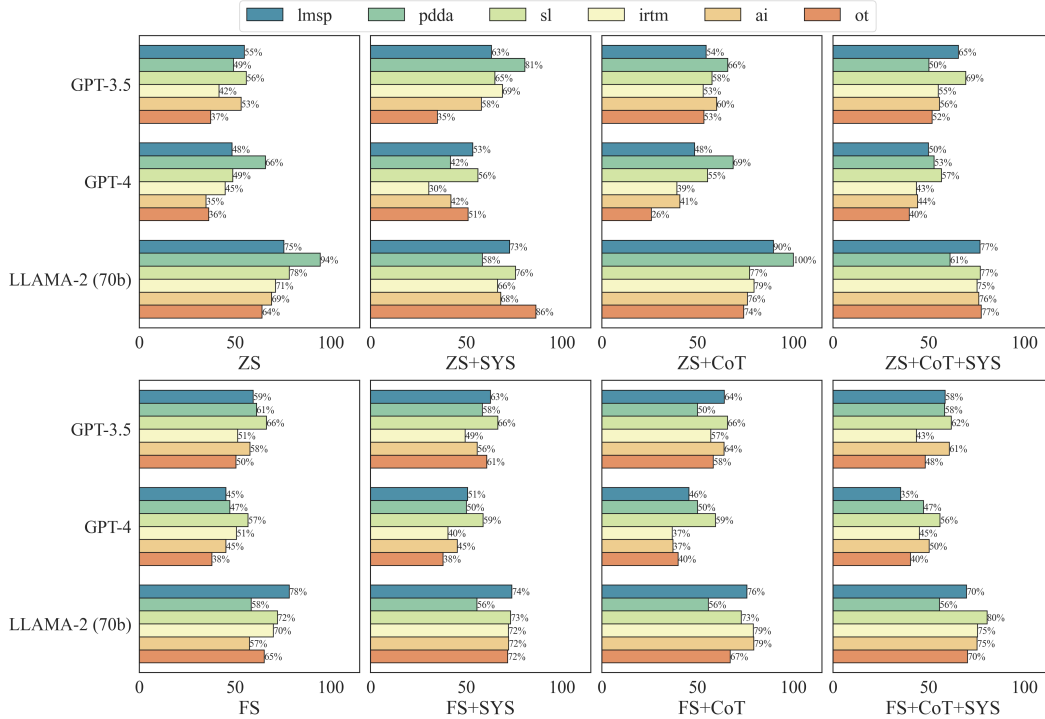 lmsp pdda sl irtm ai ot
GPT-3.5
55% 63% 54% 65%
49% 81% 66% 50%
56% 65% 58% 69%
42% 69% 53% 55%
53% 58% 60% 56%
37% 35% 53% 52%
GPT-4
48% 53% 48% 50%
66% 42% 69% 53%
49% 56% 55% 57%
45% 30% 39% 43%
35% 42% 41% 44%
36% 51% 26% 40%
LLAMA-2 (70b)
75% 73% 90% 77%
94% 58% 100% 61%
78% 76% 77% 77%
71% 66% 79% 75%
69% 68% 76% 76%
64% 86% 74% 77%
0 50 100 0 50 100 0 50 100 0 50 100
ZS ZS+SYS ZS+CoT ZS+CoT+SYS
GPT-3.5
59% 63% 64% 58%
61% 58% 50% 58%
66% 66% 66% 62%
51% 49% 57% 43%
58% 56% 64% 61%
50% 61% 58% 48%
GPT-4
45% 51% 46% 35%
47% 50% 50% 47%
57% 59% 59% 56%
51% 40% 37% 45%
45% 45% 37% 50%
38% 38% 40% 40%
LLAMA-2 (70b)
78% 74% 76% 70%
58% 56% 56% 56%
72% 73% 73% 80%
70% 72% 79% 75%
57% 72% 79% 75%
65% 72% 67% 70%
0 50 100 0 50 100 0 50 100 0 50 100
FS FS+SYS FS+CoT FS+CoT+SYS